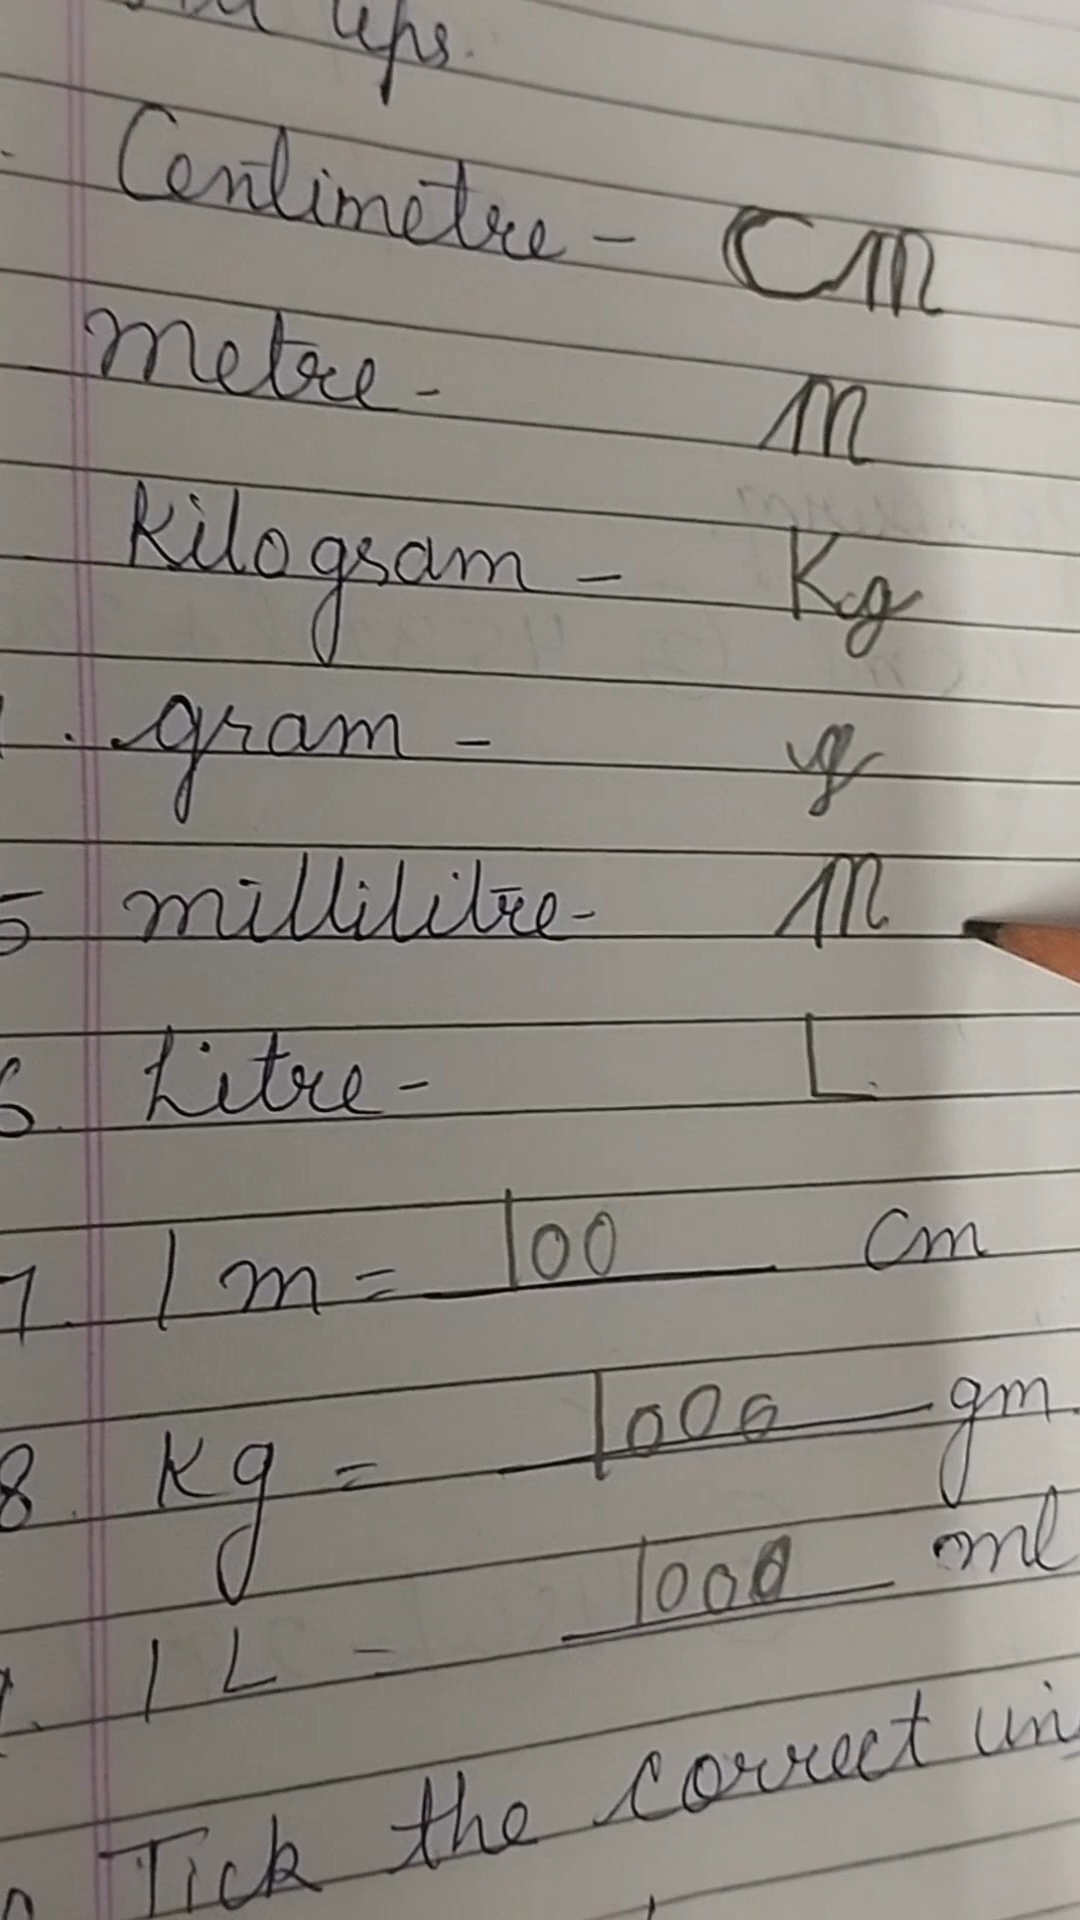 ups.
Centimetre - Cm
metre - m
Kilogram - Kg
. gram - g
5 millilitre - m
6. Litre - L.
7. 1 m = 100 cm
8. Kg = 1000 gm
1 L - 1000 ml
Tick the correct